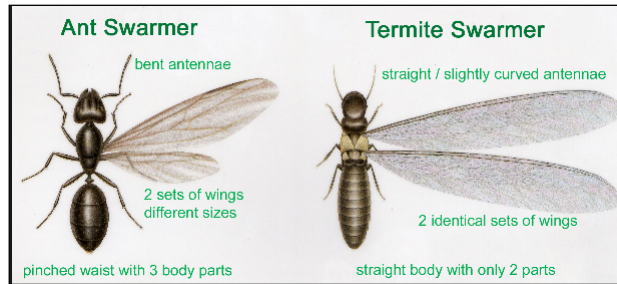 Ant Swarmer
bent antennae
2 sets of wings
different sizes
pinched waist with 3 body parts
Termite Swarmer
straight / slightly curved antennae
2 identical sets of wings
straight body with only 2 parts